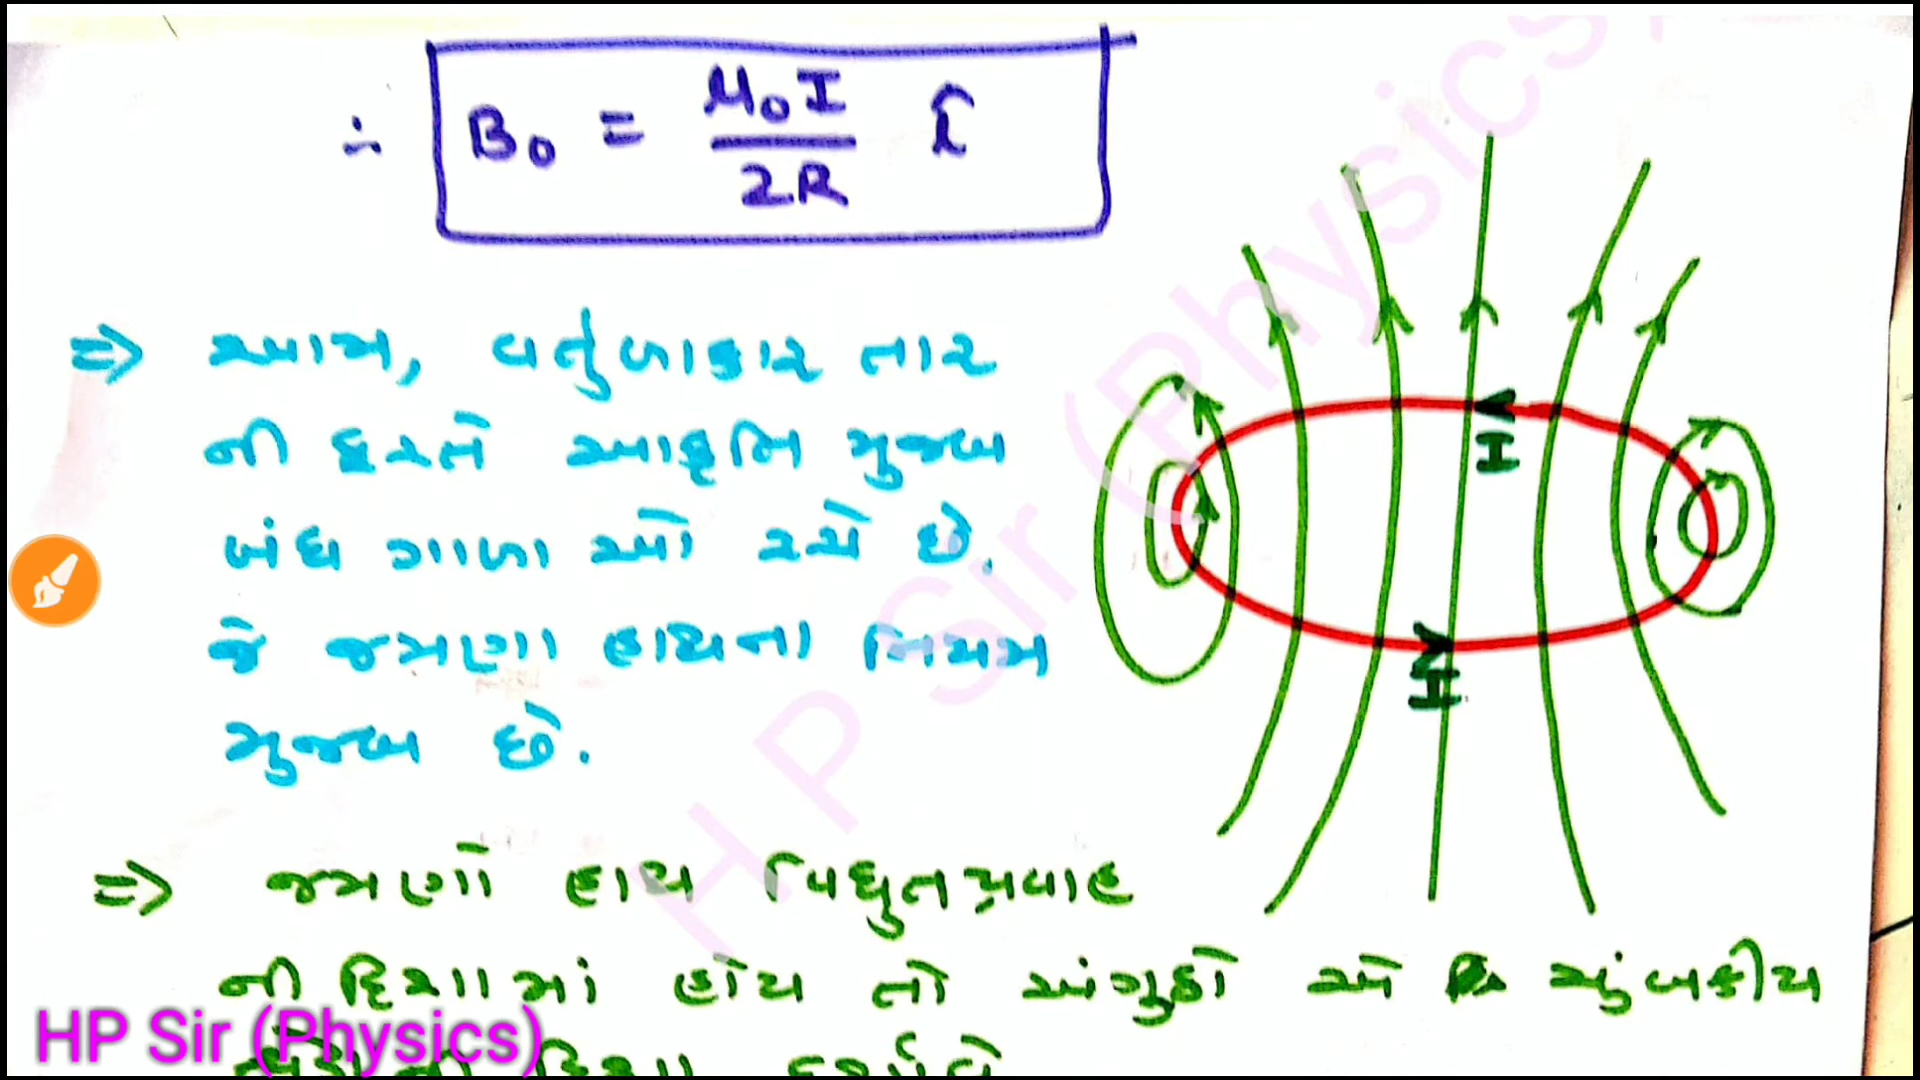 ∴ B₀ = μ₀I / 2R î
⇒ આમ, વર્તુળાકાર તાર
ની ફરતે આકૃતિ મુજબ
બંધ ગાળા ઓ રચે છે.
જે જમણા હાથના નિયમ
મુજબ છે.
I
I
⇒ જમણો હાથ વિધુતપ્રવાહ
ની દિશામાં હોય તો અંગુઠો એ ચુંબકીય
દિશા દર્શાવે
HP Sir (Physics)
HP Sir (Physics)